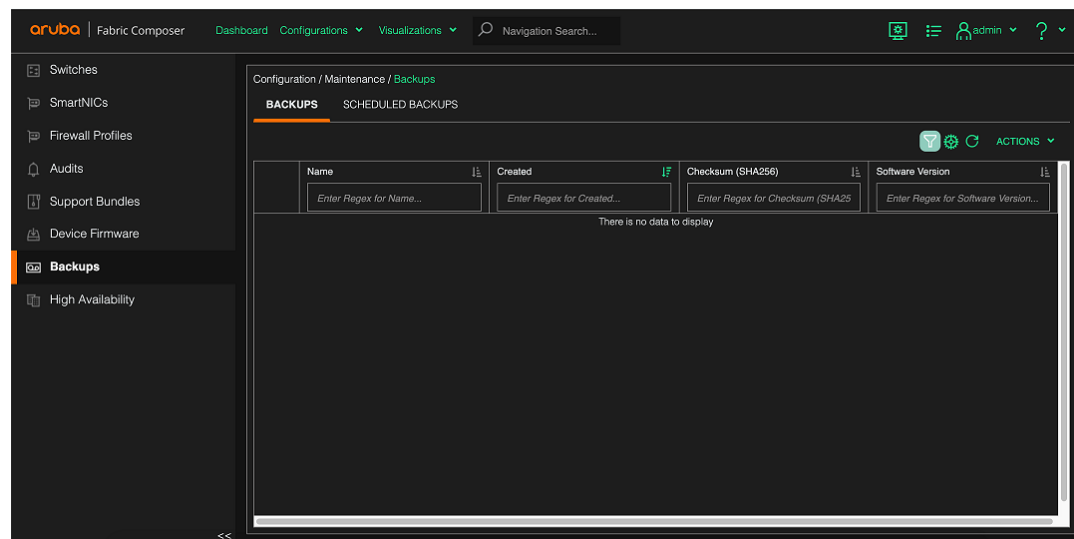 aruba | Fabric Composer Dashboard Configurations Visualizations Navigation Search... admin ?
Switches
SmartNICs
Firewall Profiles
Audits
Support Bundles
Device Firmware
Backups
High Availability
<<
Configuration / Maintenance / Backups
BACKUPS SCHEDULED BACKUPS
ACTIONS
Name Created Checksum (SHA256) Software Version
Enter Regex for Name... Enter Regex for Created... Enter Regex for Checksum (SHA25 Enter Regex for Software Version...
There is no data to display